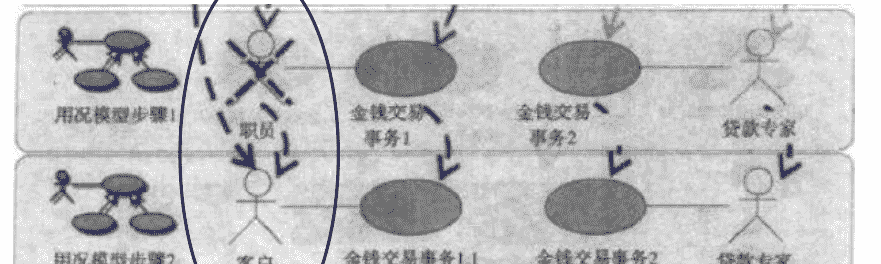 用况模型步骤1
职员
金钱交易
事务1
金钱交易
事务2
贷款专家
用况模型步骤2
客户
金钱交易事务1.1
金钱交易事务2
贷款专家